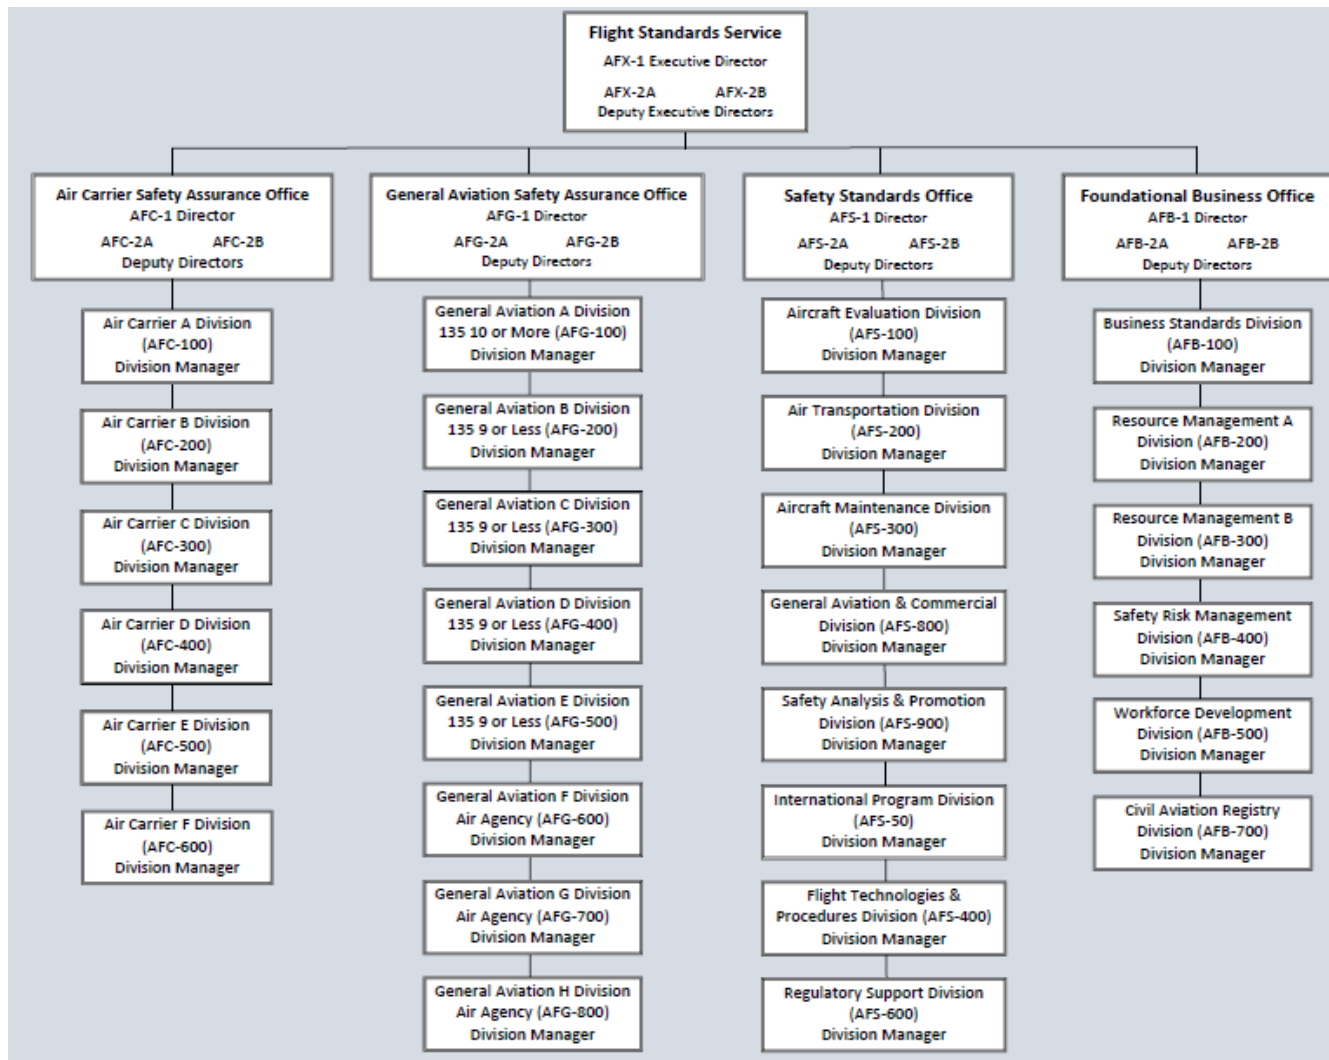 Flight Standards Service
AFX-1 Executive Director
AFX-2A AFX-2B
Deputy Executive Directors
Air Carrier Safety Assurance Office
AFC-1 Director
AFC-2A AFC-2B
Deputy Directors
Air Carrier A Division
(AFC-100)
Division Manager
Air Carrier B Division
(AFC-200)
Division Manager
Air Carrier C Division
(AFC-300)
Division Manager
Air Carrier D Division
(AFC-400)
Division Manager
Air Carrier E Division
(AFC-500)
Division Manager
Air Carrier F Division
(AFC-600)
Division Manager
General Aviation Safety Assurance Office
AFG-1 Director
AFG-2A AFG-2B
Deputy Directors
General Aviation A Division
135 10 or More (AFG-100)
Division Manager
General Aviation B Division
135 9 or Less (AFG-200)
Division Manager
General Aviation C Division
135 9 or Less (AFG-300)
Division Manager
General Aviation D Division
135 9 or Less (AFG-400)
Division Manager
General Aviation E Division
135 9 or Less (AFG-500)
Division Manager
General Aviation F Division
Air Agency (AFG-600)
Division Manager
General Aviation G Division
Air Agency (AFG-700)
Division Manager
General Aviation H Division
Air Agency (AFG-800)
Division Manager
Safety Standards Office
AFS-1 Director
AFS-2A AFS-2B
Deputy Directors
Aircraft Evaluation Division
(AFS-100)
Division Manager
Air Transportation Division
(AFS-200)
Division Manager
Aircraft Maintenance Division
(AFS-300)
Division Manager
General Aviation & Commercial
Division (AFS-800)
Division Manager
Safety Analysis & Promotion
Division (AFS-900)
Division Manager
International Program Division
(AFS-50)
Division Manager
Flight Technologies &
Procedures Division (AFS-400)
Division Manager
Regulatory Support Division
(AFS-600)
Division Manager
Foundational Business Office
AFB-1 Director
AFB-2A AFB-2B
Deputy Directors
Business Standards Division
(AFB-100)
Division Manager
Resource Management A
Division (AFB-200)
Division Manager
Resource Management B
Division (AFB-300)
Division Manager
Safety Risk Management
Division (AFB-400)
Division Manager
Workforce Development
Division (AFB-500)
Division Manager
Civil Aviation Registry
Division (AFB-700)
Division Manager